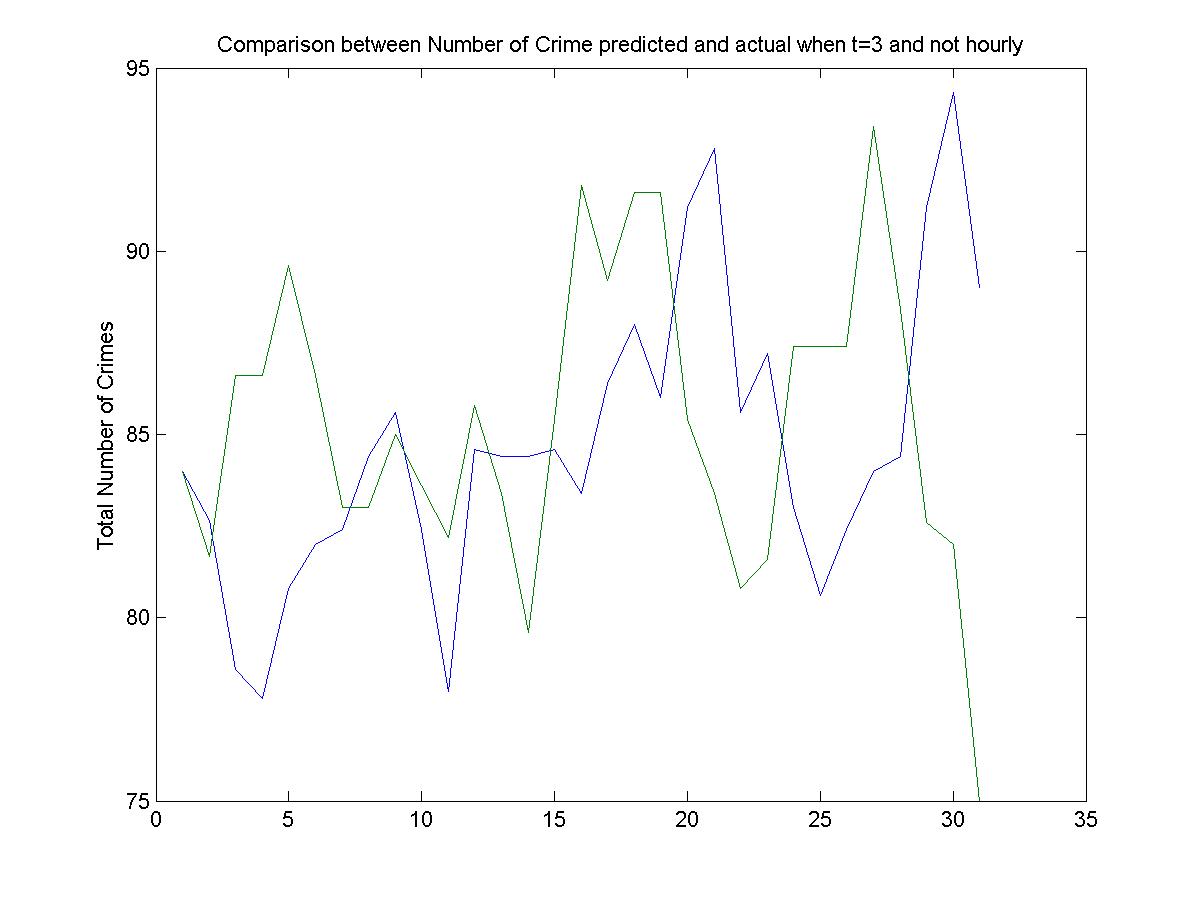 Comparison between Number of Crime predicted and actual when t=3 and not hourly
95
90
85
80
75
Total Number of Crimes
0 5 10 15 20 25 30 35